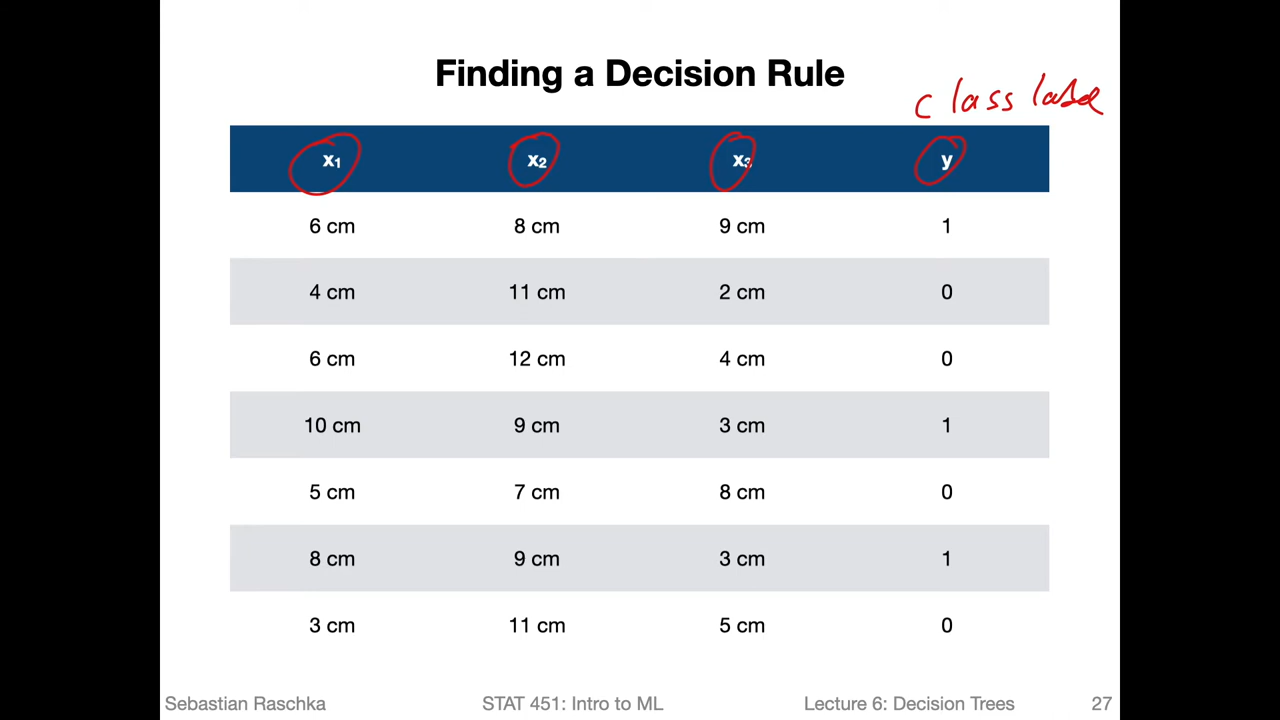 Finding a Decision Rule
class label
x₁ x₂ x₃ y
6 cm 8 cm 9 cm 1
4 cm 11 cm 2 cm 0
6 cm 12 cm 4 cm 0
10 cm 9 cm 3 cm 1
5 cm 7 cm 8 cm 0
8 cm 9 cm 3 cm 1
3 cm 11 cm 5 cm 0
Sebastian Raschka STAT 451: Intro to ML Lecture 6: Decision Trees 27